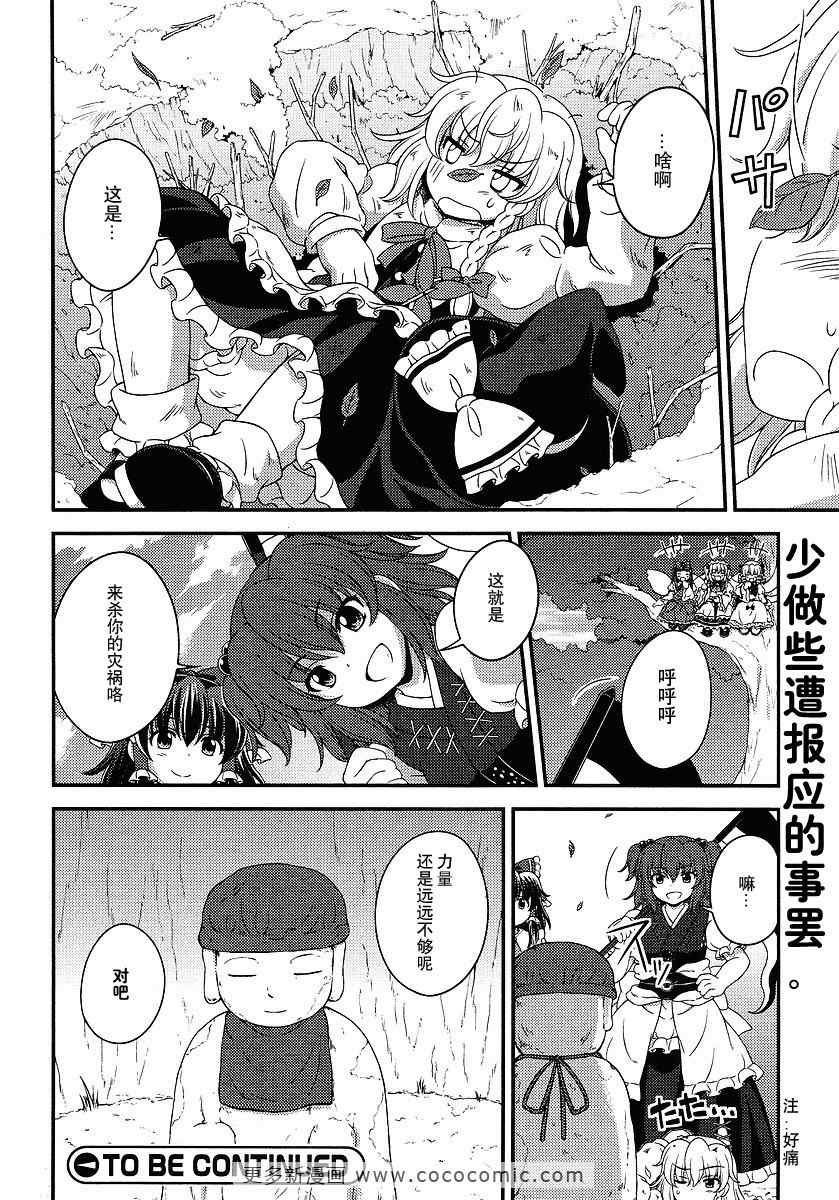 パサ
啥啊
这是…
呼呼呼
这就是
来杀你的灾祸咯
嘛…
たた…
注…好痛
力量
还是远远不够呢
对吧
少做些遭报应的事罢。
TO BE CONTINUED
更多新漫画 www.cococomic.com